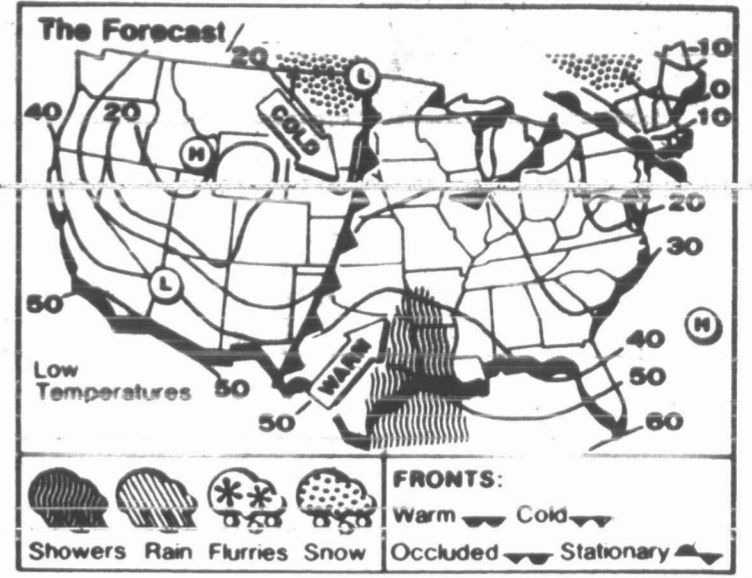 The Forecast
20
-10
0
10
40
20
L
COLD
H
20
30
50
L
H
WARM
40
50
60
Low
Temperatures
50
50
Showers Rain Flurries Snow
FRONTS:
Warm Cold
Occluded Stationary